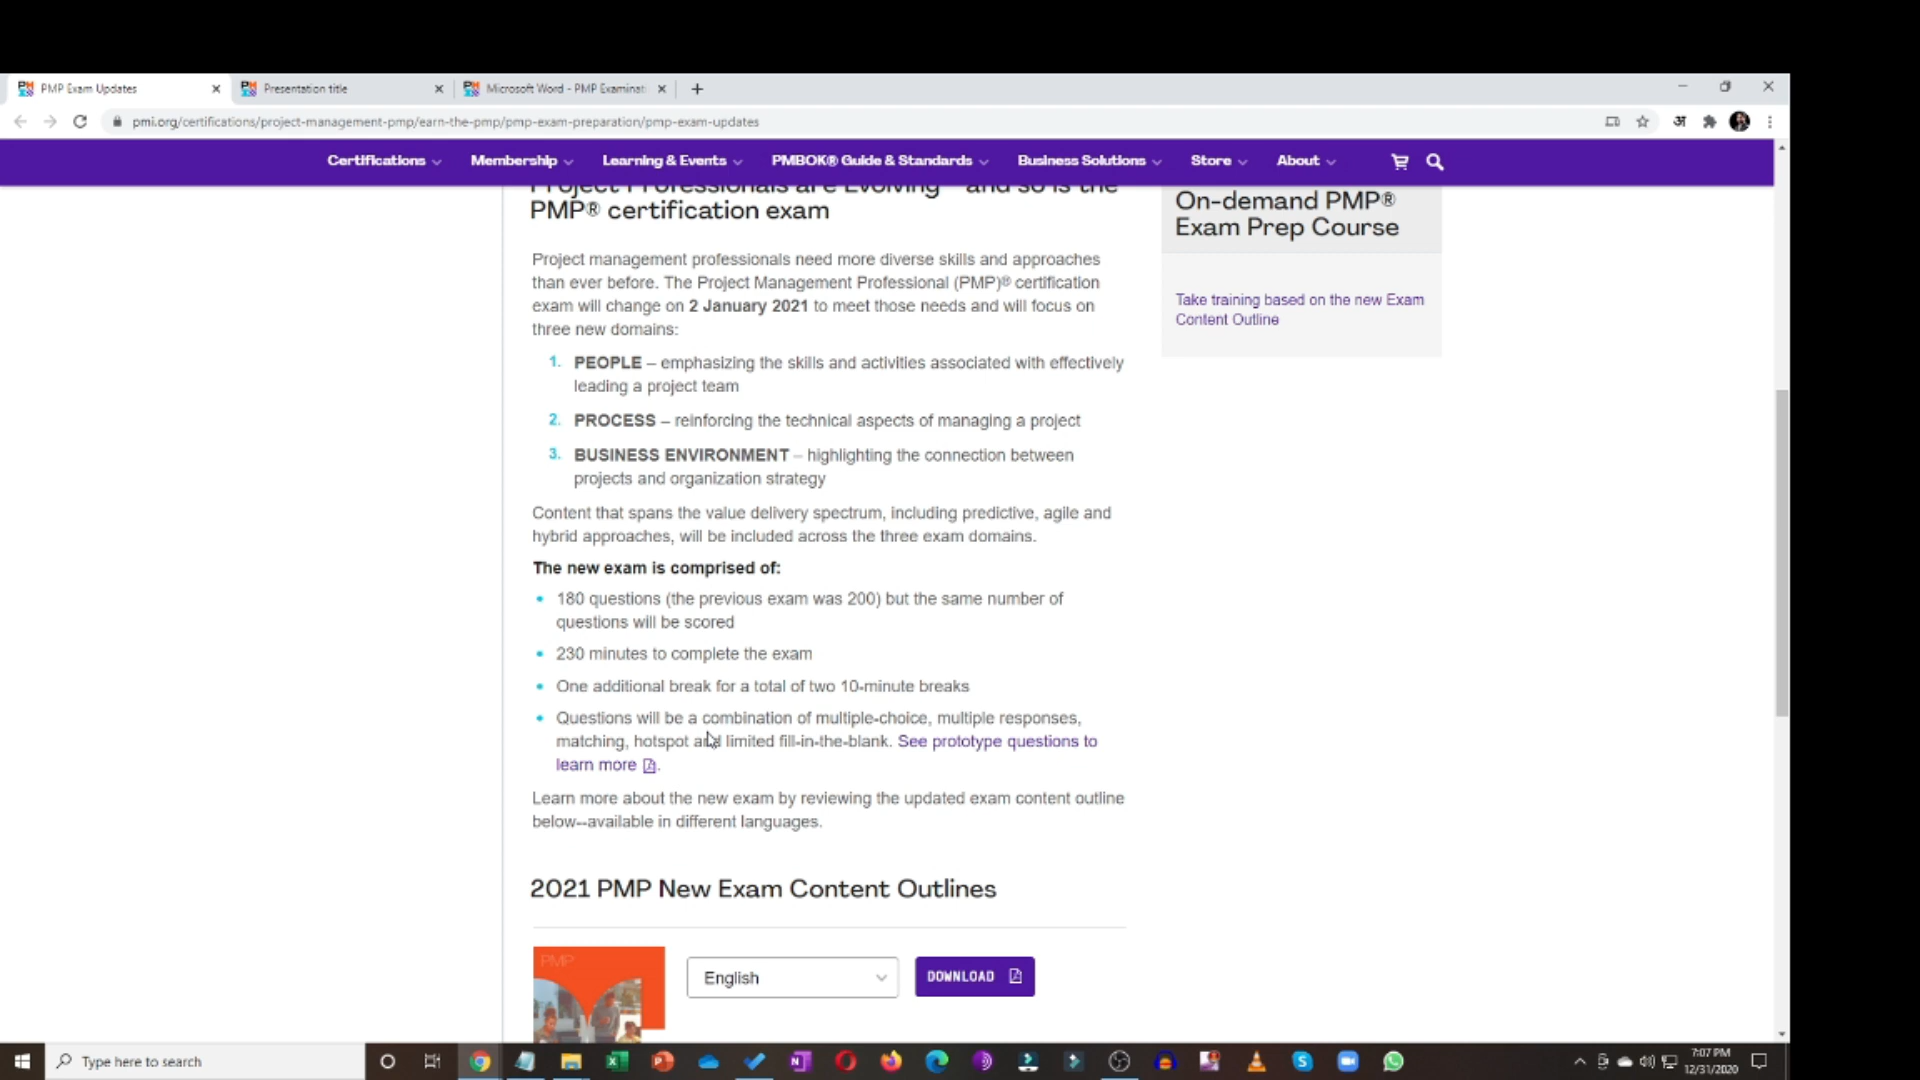 PMP Exam Updates
Presentation title
Microsoft Word - PMP Examinat
pmi.org/certifications/project-management-pmp/earn-the-pmp/pmp-exam-preparation/pmp-exam-updates
अ
Certifications
Membership
Learning & Events
PMBOK® Guide & Standards
Business Solutions
Store
About
Project Professionals are Evolving—and so is the
PMP® certification exam
Project management professionals need more diverse skills and approaches
than ever before. The Project Management Professional (PMP)® certification
exam will change on 2 January 2021 to meet those needs and will focus on
three new domains:
1. PEOPLE – emphasizing the skills and activities associated with effectively
leading a project team
2. PROCESS – reinforcing the technical aspects of managing a project
3. BUSINESS ENVIRONMENT – highlighting the connection between
projects and organization strategy
Content that spans the value delivery spectrum, including predictive, agile and
hybrid approaches, will be included across the three exam domains.
The new exam is comprised of:
• 180 questions (the previous exam was 200) but the same number of
questions will be scored
• 230 minutes to complete the exam
• One additional break for a total of two 10-minute breaks
• Questions will be a combination of multiple-choice, multiple responses,
matching, hotspot and limited fill-in-the-blank. See prototype questions to
learn more.
Learn more about the new exam by reviewing the updated exam content outline
below--available in different languages.
2021 PMP New Exam Content Outlines
PMP
English
DOWNLOAD
On-demand PMP®
Exam Prep Course
Take training based on the new Exam
Content Outline
Type here to search
7:07 PM
12/31/2020